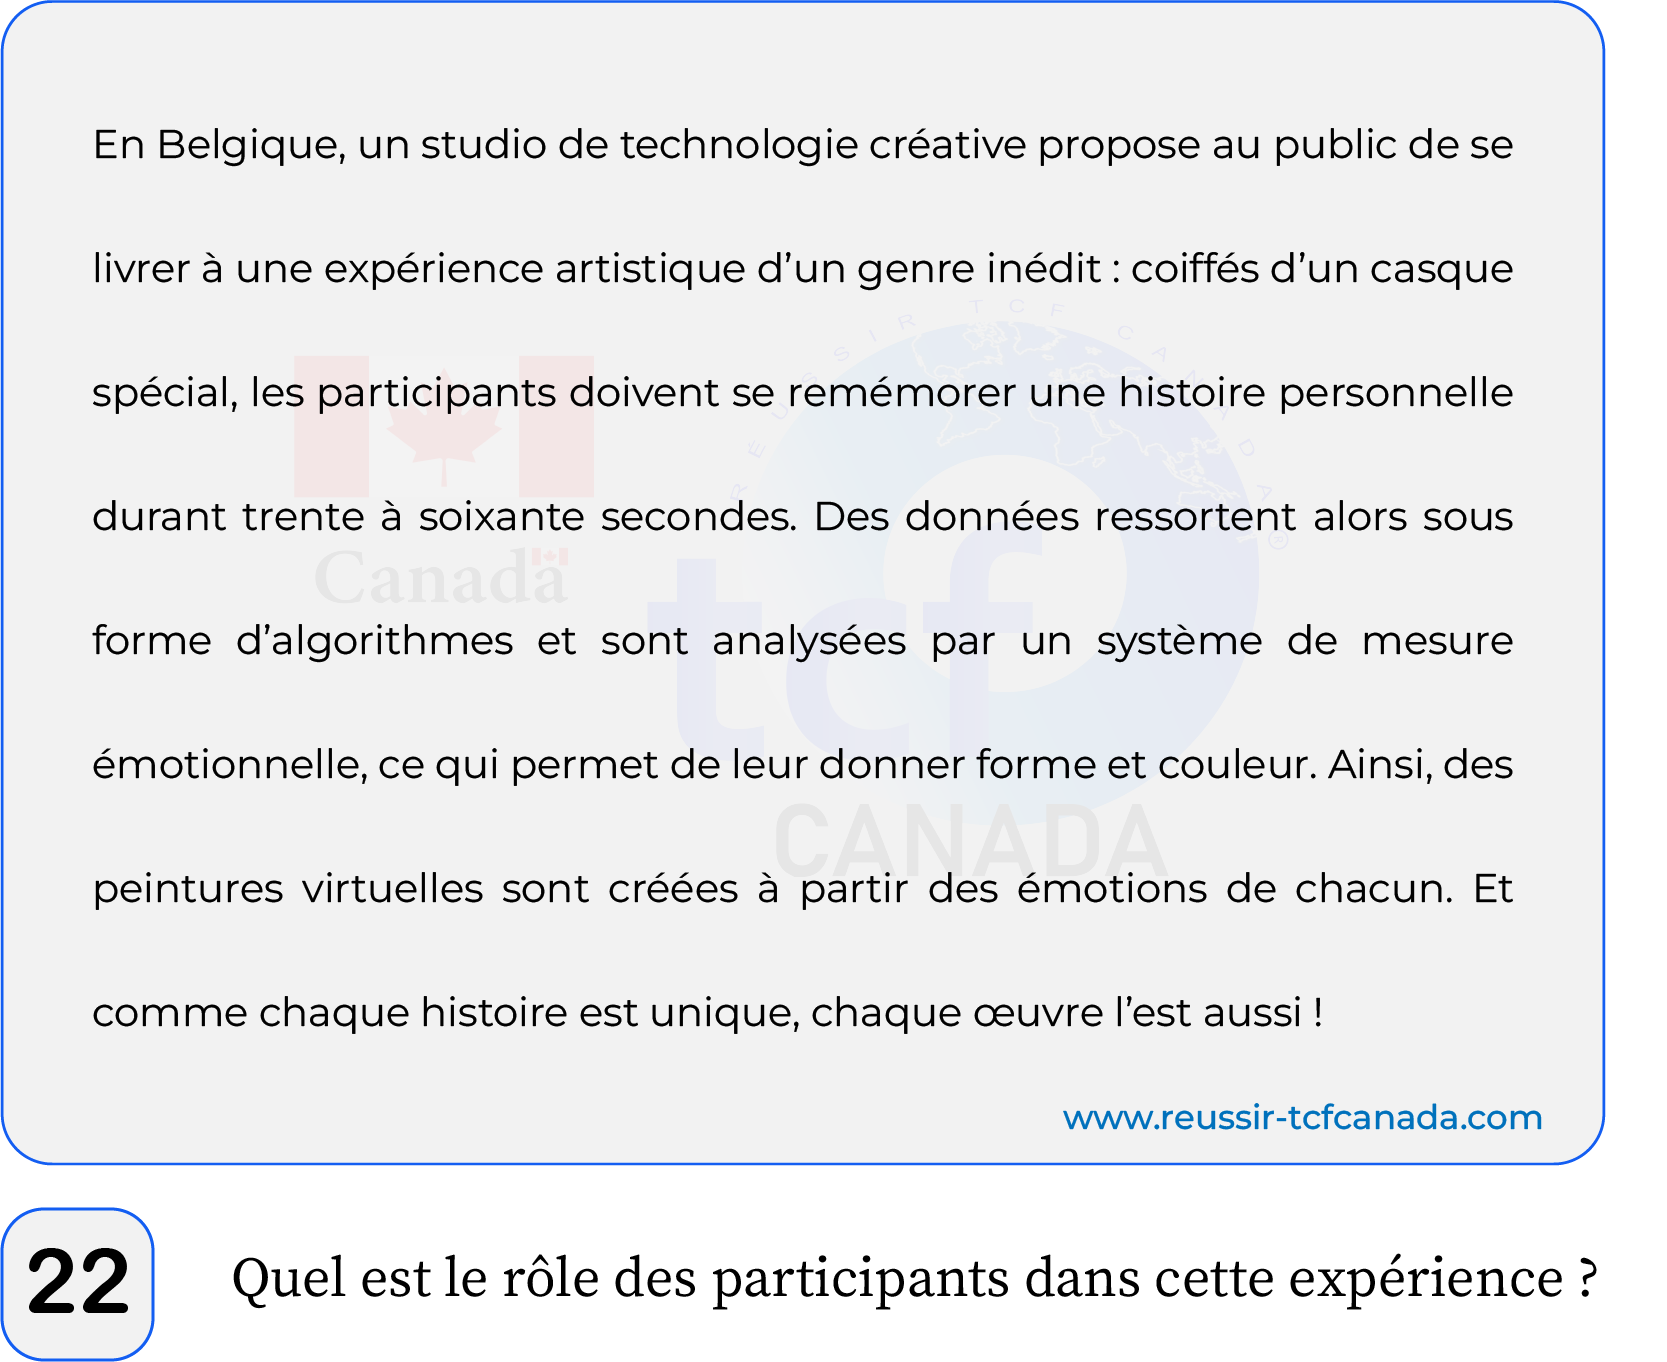 En Belgique, un studio de technologie créative propose au public de se
livrer à une expérience artistique d’un genre inédit : coiffés d’un casque
spécial, les participants doivent se remémorer une histoire personnelle
durant trente à soixante secondes. Des données ressortent alors sous
forme d’algorithmes et sont analysées par un système de mesure
émotionnelle, ce qui permet de leur donner forme et couleur. Ainsi, des
peintures virtuelles sont créées à partir des émotions de chacun. Et
comme chaque histoire est unique, chaque œuvre l’est aussi !
RÉUSSIR TCF CANADA ®
Canada
tcf
CANADA
www.reussir-tcfcanada.com
22 Quel est le rôle des participants dans cette expérience ?